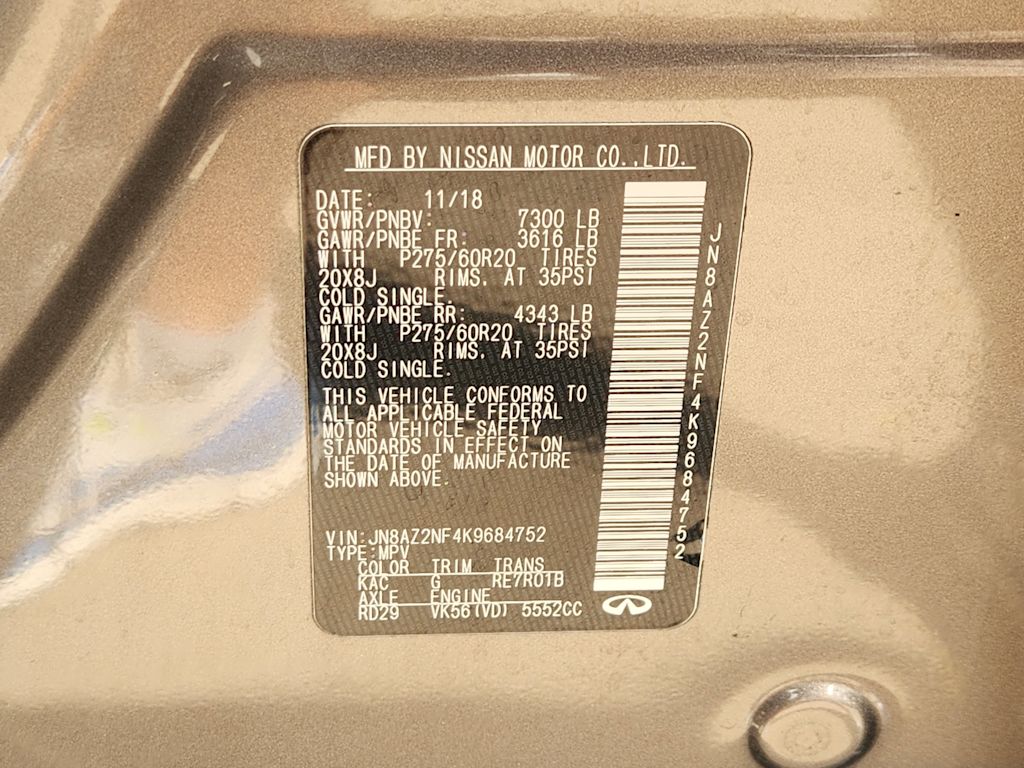 MFD BY NISSAN MOTOR CO.,LTD.
DATE: 11/18
GVWR/PNBV: 7300 LB
GAWR/PNBE FR: 3616 LB
WITH P275/60R20 TIRES
20X8J RIMS. AT 35PSI
COLD SINGLE.
GAWR/PNBE RR: 4343 LB
WITH P275/60R20 TIRES
20X8J RIMS. AT 35PSI
COLD SINGLE.
THIS VEHICLE CONFORMS TO
ALL APPLICABLE FEDERAL
MOTOR VEHICLE SAFETY
STANDARDS IN EFFECT ON
THE DATE OF MANUFACTURE
SHOWN ABOVE.
VIN:JN8AZ2NF4K9684752
TYPE:MPV
COLOR TRIM TRANS
KAC G RE7R01B
AXLE ENGINE
RD29 VK56(VD) 5552CC
JN8AZ2NF4K9684752